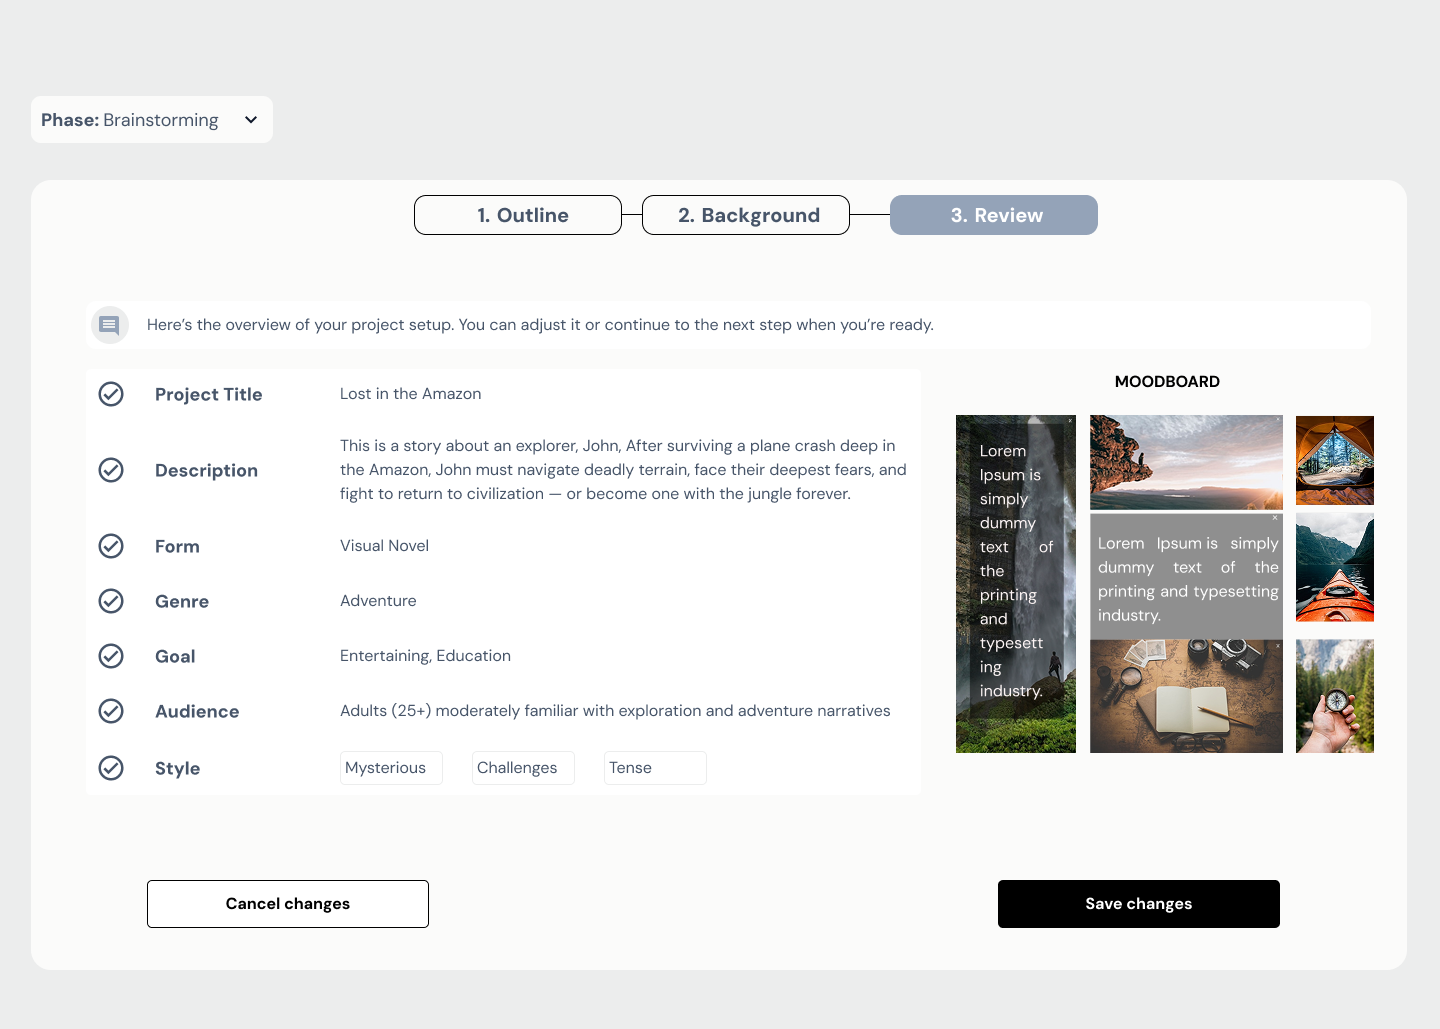 Phase: Brainstorming
1. Outline
2. Background
3. Review
Here’s the overview of your project setup. You can adjust it or continue to the next step when you’re ready.
Project Title
Lost in the Amazon
Description
This is a story about an explorer, John, After surviving a plane crash deep in
the Amazon, John must navigate deadly terrain, face their deepest fears, and
fight to return to civilization — or become one with the jungle forever.
Form
Visual Novel
Genre
Adventure
Goal
Entertaining, Education
Audience
Adults (25+) moderately familiar with exploration and adventure narratives
Style
Mysterious
Challenges
Tense
MOODBOARD
Lorem
Ipsum is
simply
dummy
text of
the
printing
and
typesett
ing
industry.
Lorem Ipsum is simply
dummy text of the
printing and typesetting
industry.
Cancel changes
Save changes